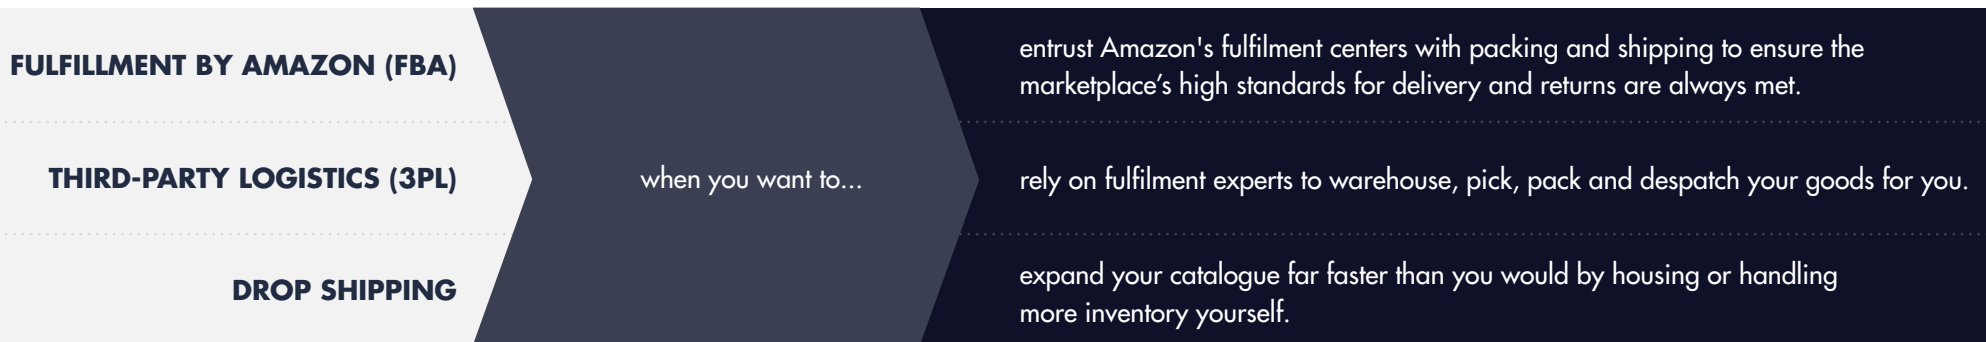 FULFILLMENT BY AMAZON (FBA)
entrust Amazon's fulfilment centers with packing and shipping to ensure the
marketplace’s high standards for delivery and returns are always met.
THIRD-PARTY LOGISTICS (3PL)
when you want to...
rely on fulfilment experts to warehouse, pick, pack and despatch your goods for you.
DROP SHIPPING
expand your catalogue far faster than you would by housing or handling
more inventory yourself.